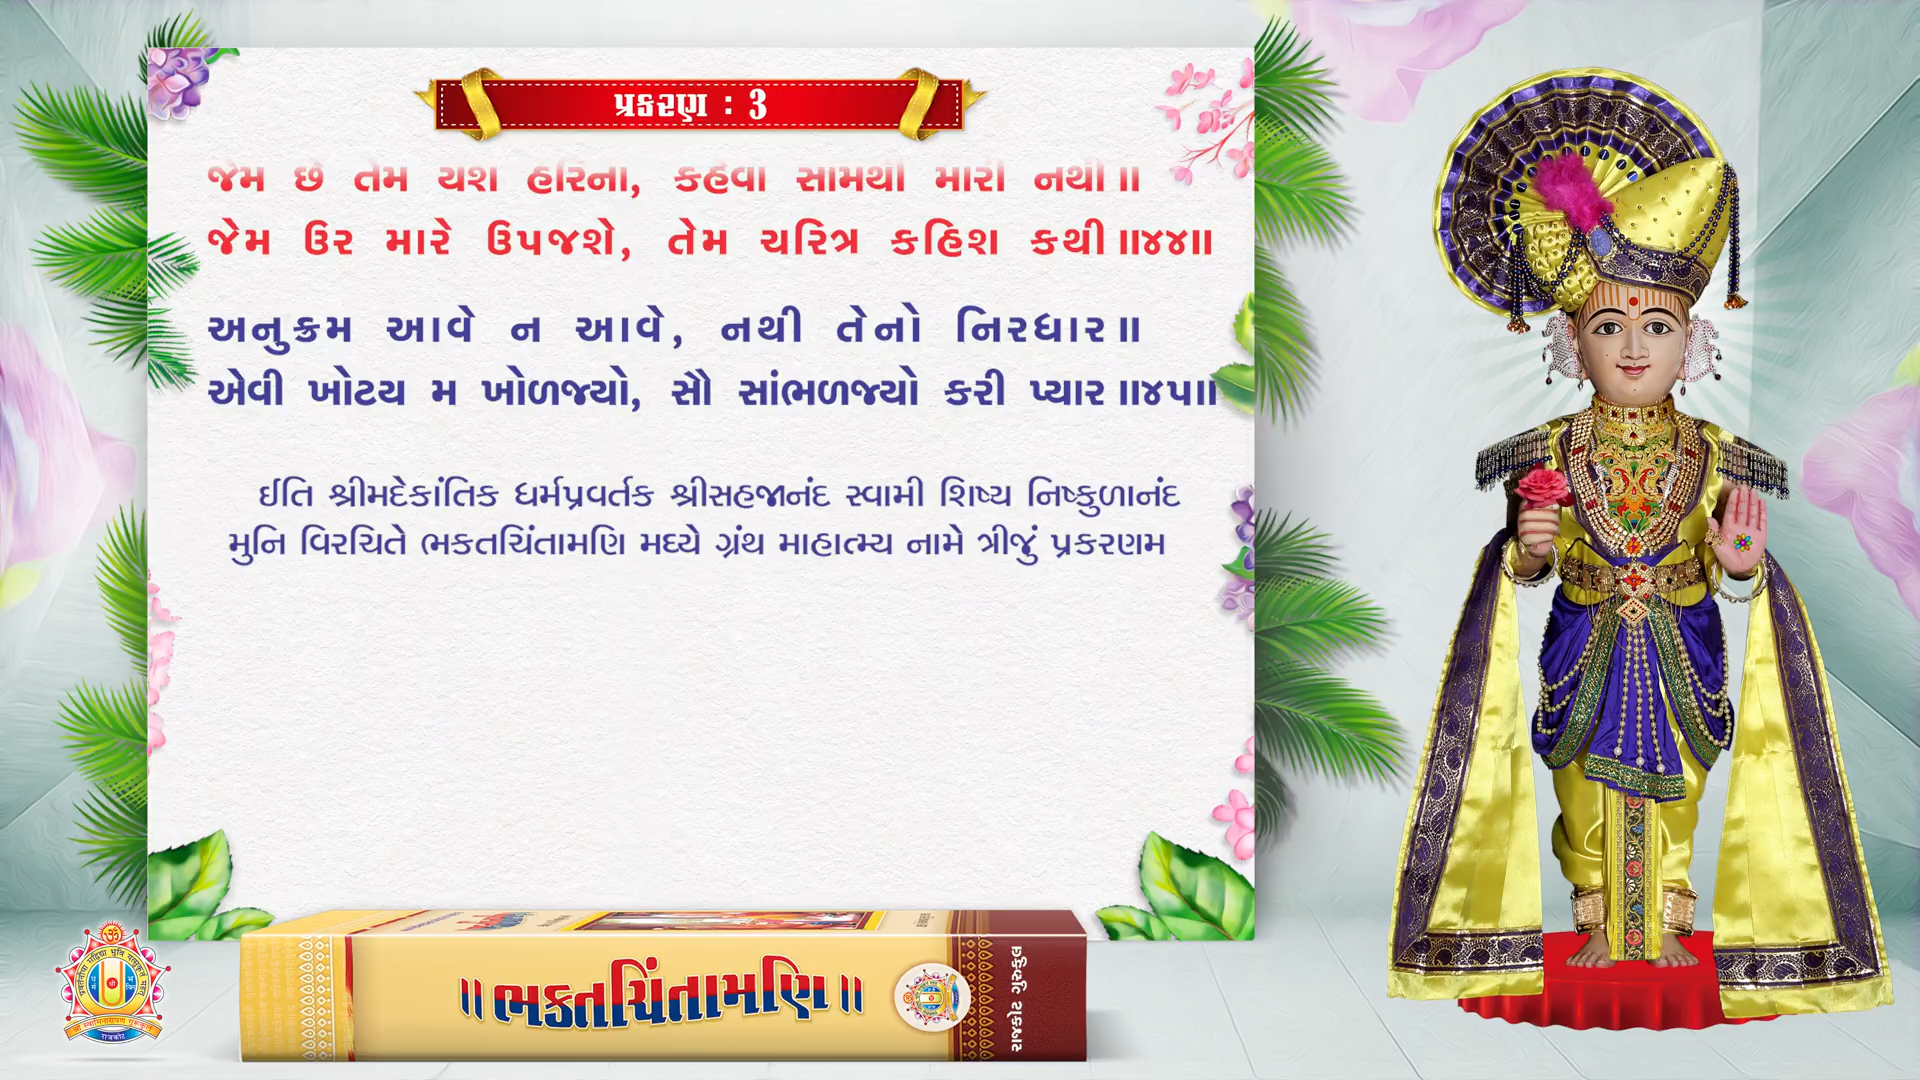 પ્રકરણ : 3
જેમ છે તેમ યશ હરિના, કહેવા સામર્થી મારી નથી॥
જેમ ઉર મારે ઉપજશે, તેમ ચરિત્ર કહિશ કથી॥૪૪॥
અનુક્રમ આવે ન આવે, નથી તેનો નિરધાર॥
એવી ખોટય મ ખોળજ્યો, સૌ સાંભળજ્યો કરી પ્યાર॥૪૫॥
ઈતિ શ્રીમદેકાંતિક ધર્મપ્રવર્તક શ્રીસહજાનંદ સ્વામી શિષ્ય નિષ્કુળાનંદ
મુનિ વિરચિતે ભક્તચિંતામણિ મધ્યે ગ્રંથ માહાત્મ્ય નામે ત્રીજું પ્રકરણમ
॥ ભક્તચિંતામણિ ॥
રાજકોટ ગુરુકુલ
શ્રી સ્વામિનારાયણ ગુરુકુલ
રાજકોટ